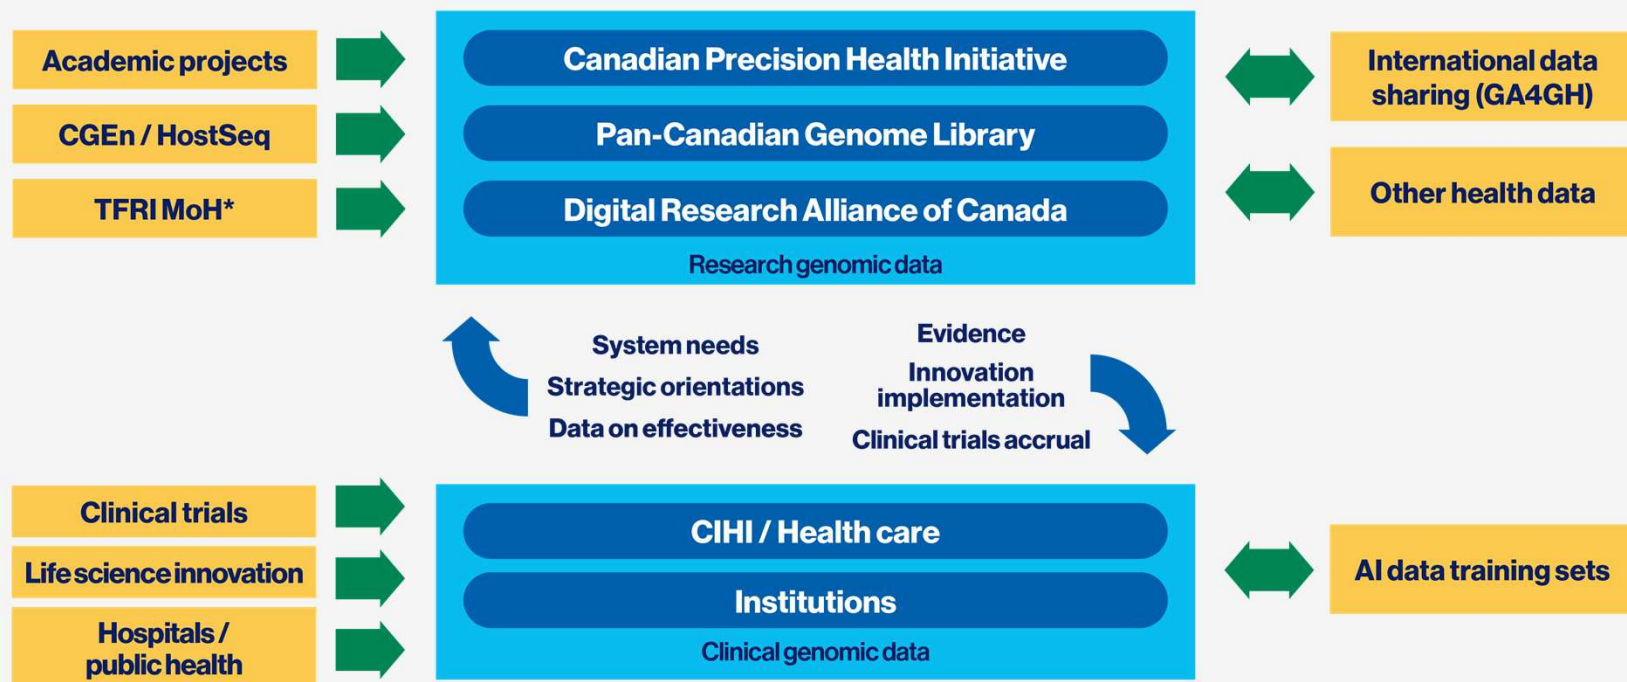 Academic projects
CGEn / HostSeq
TFRI MoH*
Canadian Precision Health Initiative
Pan-Canadian Genome Library
Digital Research Alliance of Canada
Research genomic data
International data
sharing (GA4GH)
Other health data
System needs
Strategic orientations
Data on effectiveness
Evidence
Innovation
implementation
Clinical trials accrual
Clinical trials
Life science innovation
Hospitals /
public health
CIHI / Health care
Institutions
Clinical genomic data
AI data training sets